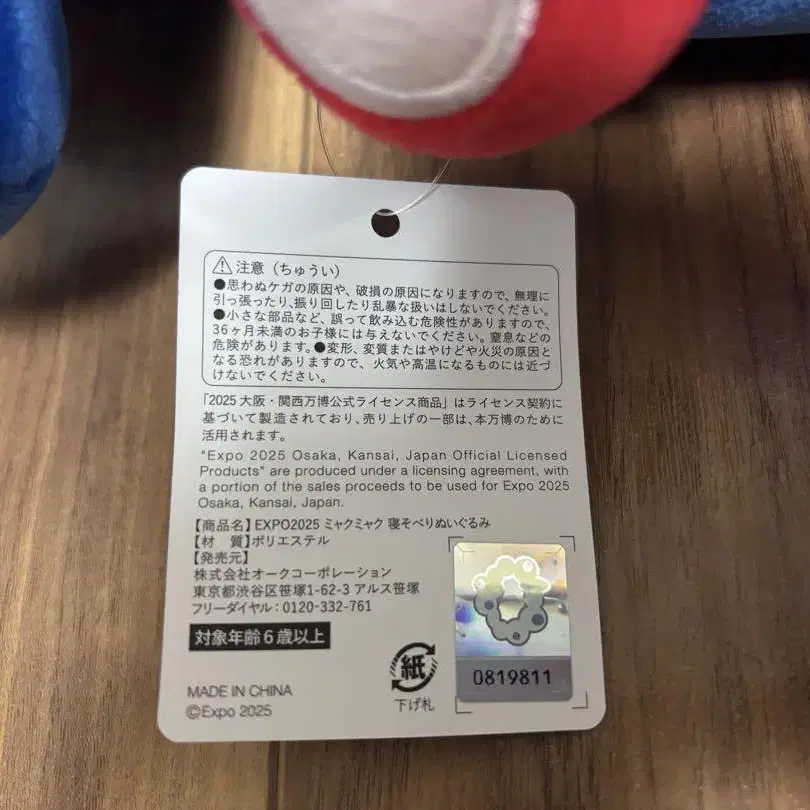 注意（ちゅうい）
●思わぬケガの原因や、破損の原因になりますので、無理に
引っ張ったり、振り回したり乱暴な扱いはしないでください。
●小さな部品など、誤って飲み込む危険性がありますので、
36ヶ月未満のお子様には与えないでください。窒息などの
危険があります。●変形、変質またはやけどや火災の原因と
なる恐れがありますので、火気や高温になるものには近づ
けないでください。
「2025 大阪・関西万博公式ライセンス商品」はライセンス契約に
基づいて製造されており、売り上げの一部は、本万博のために
活用されます。
"Expo 2025 Osaka, Kansai, Japan Official Licensed
Products" are produced under a licensing agreement, with
a portion of the sales proceeds to be used for Expo 2025
Osaka, Kansai, Japan.
【商品名】EXPO2025 ミャクミャク 寝そべりぬいぐるみ
【材　質】ポリエステル
【発売元】
株式会社オークコーポレーション
東京都渋谷区笹塚1-62-3 アルス笹塚
フリーダイヤル：0120-332-761
対象年齢6歳以上
紙
下げ札
0819811
MADE IN CHINA
©Expo 2025